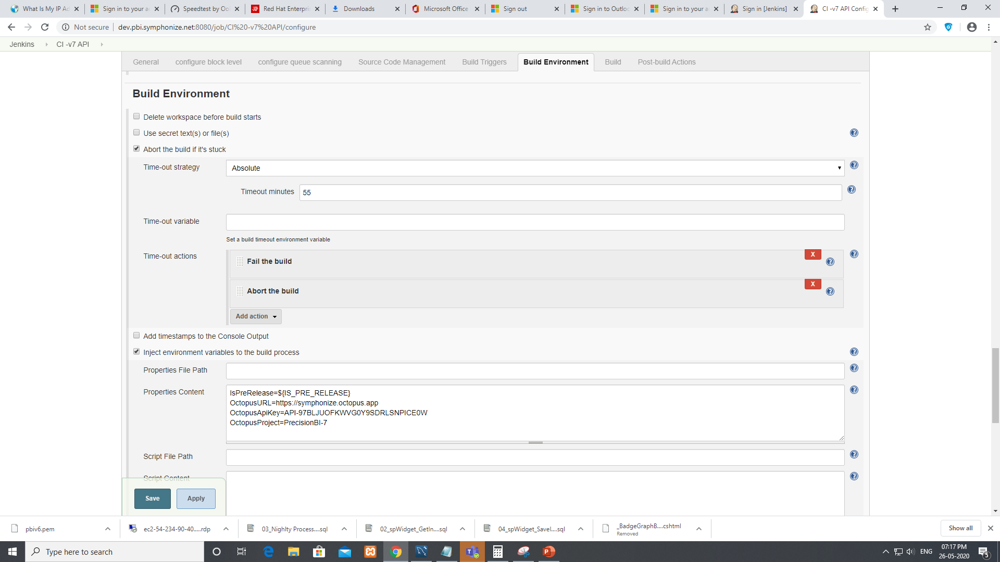 What Is My IP Ad
Sign in to your a
Speedtest by Oo
Red Hat Enterpri
Downloads
Microsoft Office
Sign out
Sign in to Outloo
Sign in to your a
Sign in [Jenkins]
CI -v7 API Config
Not secure
dev.pbi.symphonize.net:8080/job/CI%20-v7%20API/configure
Jenkins
CI -v7 API
General
configure block level
configure queue scanning
Source Code Management
Build Triggers
Build Environment
Build
Post-build Actions
Build Environment
Delete workspace before build starts
Use secret text(s) or file(s)
Abort the build if it's stuck
Time-out strategy
Absolute
Timeout minutes
55
Time-out variable
Set a build timeout environment variable
Time-out actions
Fail the build
X
Abort the build
X
Add action
Add timestamps to the Console Output
Inject environment variables to the build process
Properties File Path
Properties Content
IsPreRelease=${IS_PRE_RELEASE}
OctopusURL=https://symphonize.octopus.app
OctopusApiKey=API-97BLJUOFKWVG0Y9SDRLSNPICE0W
OctopusProject=PrecisionBI-7
Script File Path
Script Content
Save
Apply
pbiv6.pem
ec2-54-234-90-40.....rdp
03_Nighlty Process....sql
02_spWidget_GetIn....sql
04_spWidget_Savel....sql
_BadgeGraphB....cshtml
Removed
Show all
Type here to search
ENG
07:17 PM
26-05-2020
5